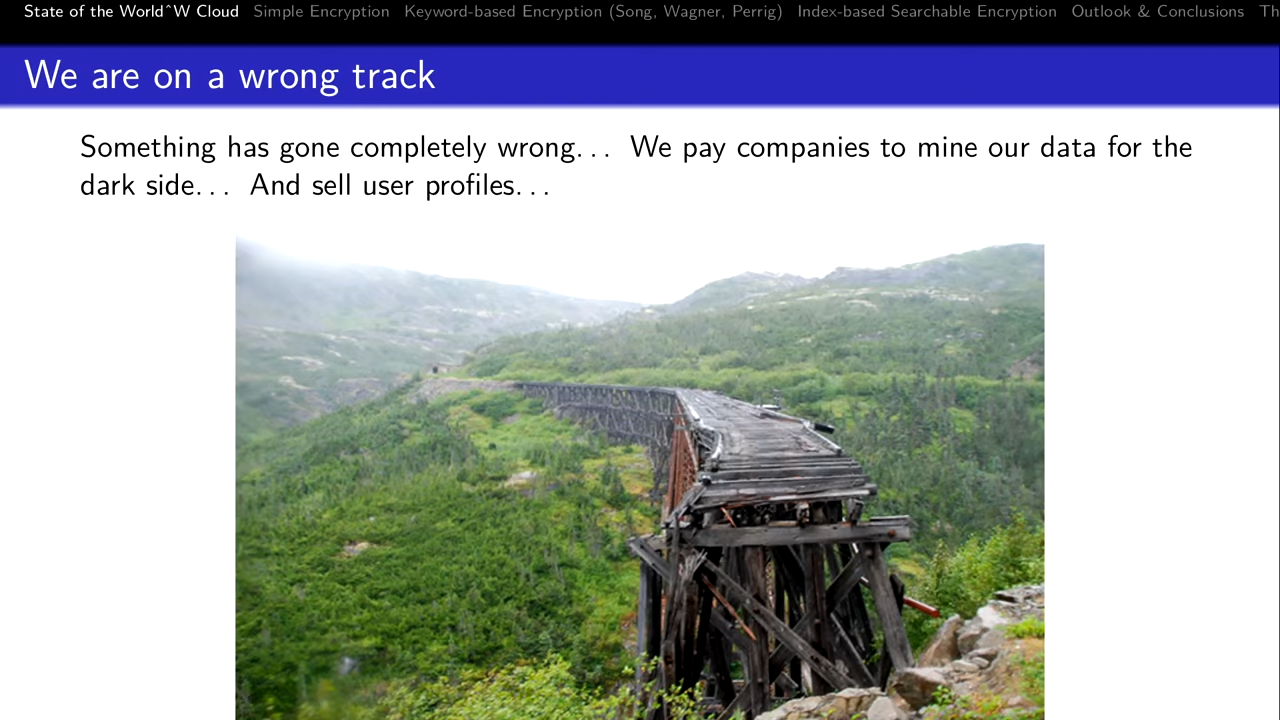 State of the World^W Cloud Simple Encryption Keyword-based Encryption (Song, Wagner, Perrig) Index-based Searchable Encryption Outlook & Conclusions Th
We are on a wrong track
Something has gone completely wrong... We pay companies to mine our data for the
dark side... And sell user profiles...